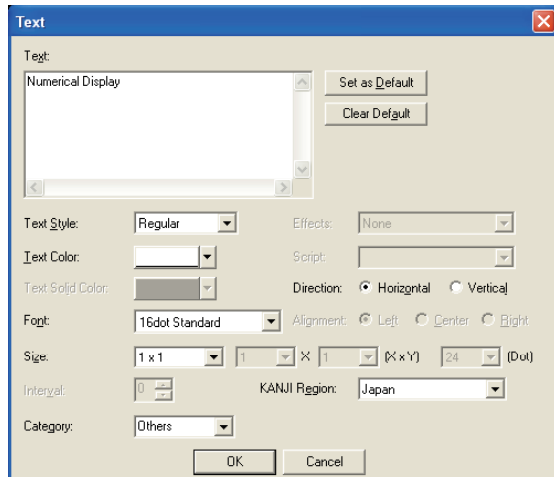 Text
Text:
Numerical Display
Set as Default
Clear Default
Text Style: Regular Effects: None
Text Color: Script:
Text Solid Color: Direction: Horizontal Vertical
Font: 16dot Standard Alignment: Left Center Right
Size: 1 x 1 1 X 1 (X x Y) 24 (Dot)
Interval: 0 KANJI Region: Japan
Category: Others
OK Cancel